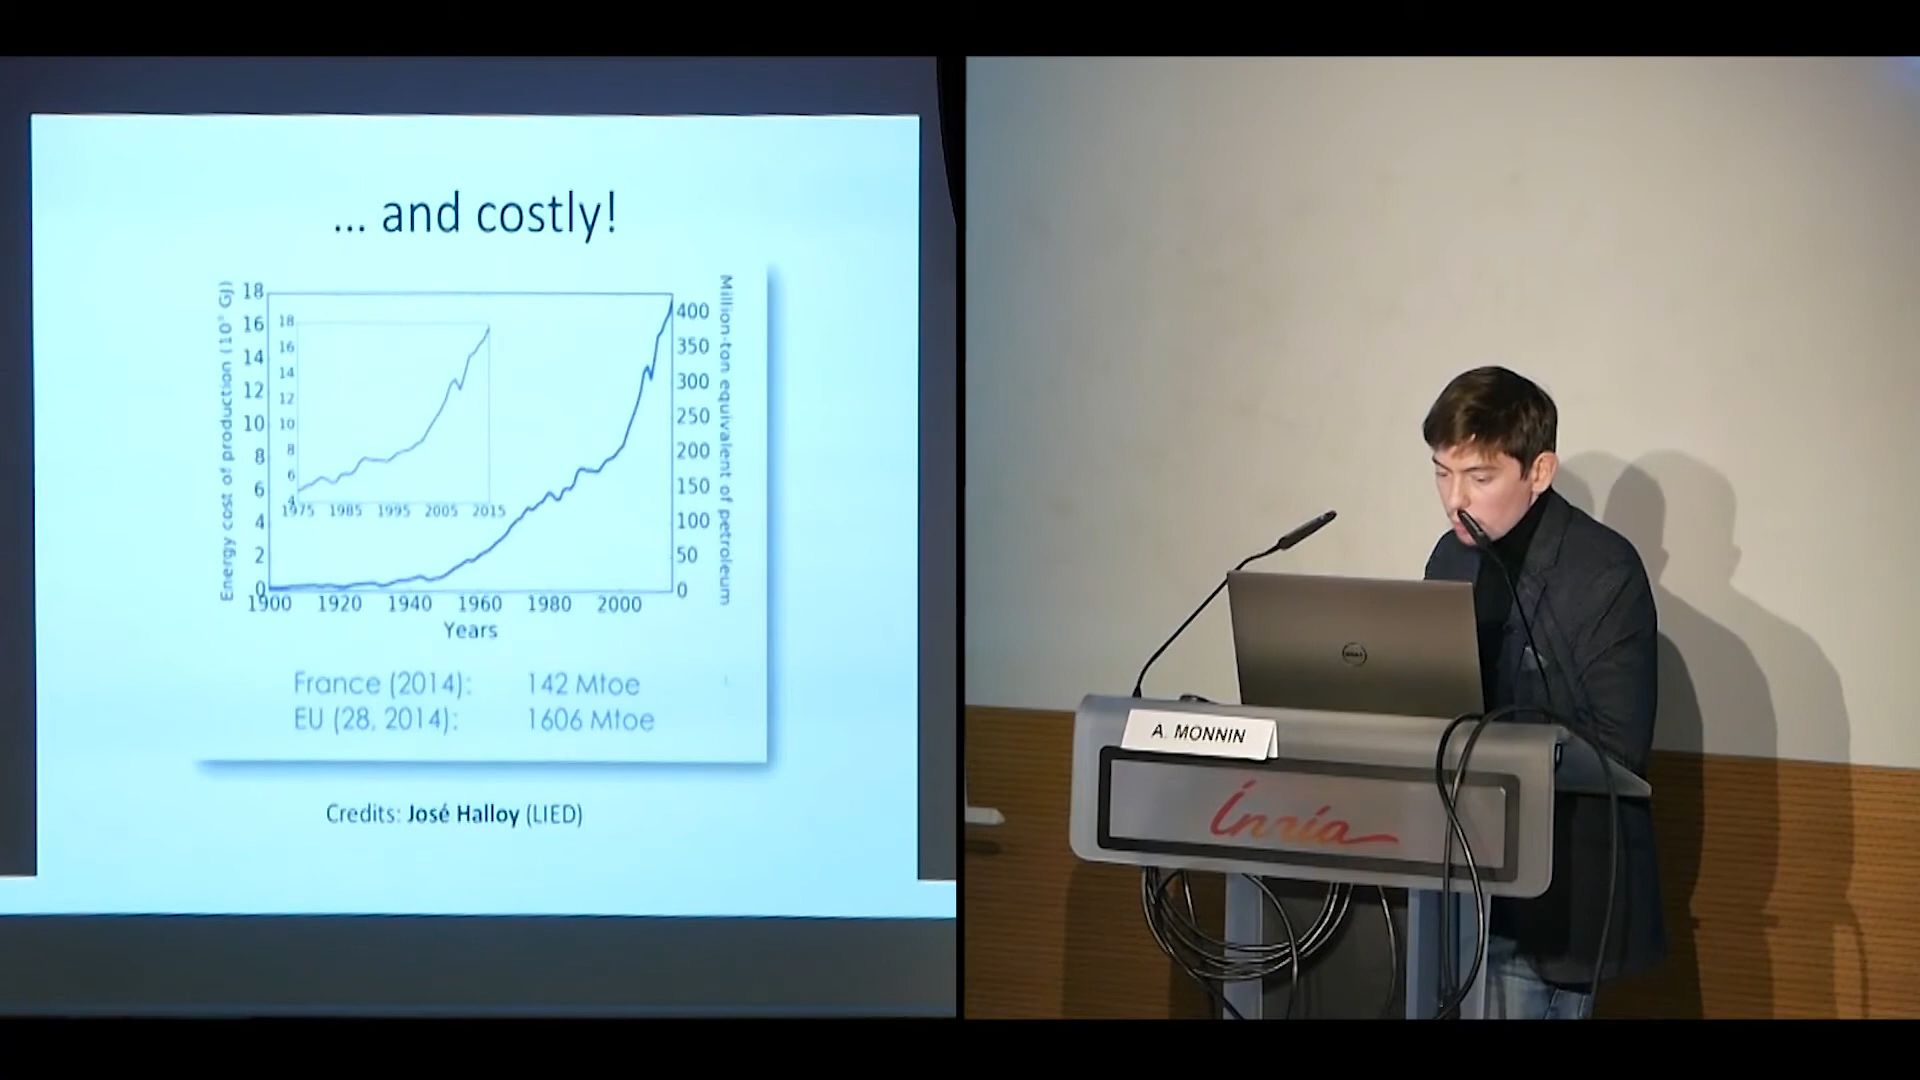 ... and costly!
Energy cost of production (10⁹ GJ)
18
16
14
12
10
8
6
4
2
0
18
16
14
12
10
8
6
4
1975 1985 1995 2005 2015
1900 1920 1940 1960 1980 2000
Years
400
350
300
250
200
150
100
50
0
Million-ton equivalent of petroleum
France (2014): 142 Mtoe
EU (28, 2014): 1606 Mtoe
Credits: José Halloy (LIED)
DELL
A. MONNIN
Inria